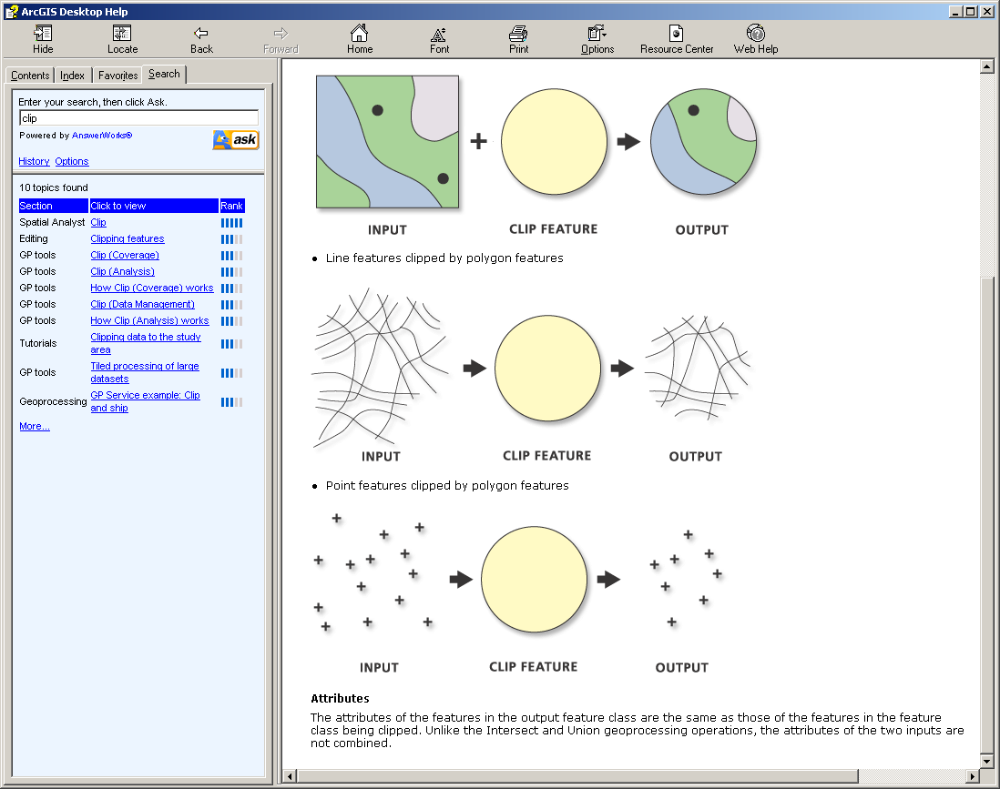 ArcGIS Desktop Help
Hide Locate Back Forward Home Font Print Options Resource Center Web Help
Contents Index Favorites Search
Enter your search, then click Ask.
clip
Powered by AnswerWorks®
ask
History Options
10 topics found
Section Click to view Rank
Spatial Analyst Clip
Editing Clipping features
GP tools Clip (Coverage)
GP tools Clip (Analysis)
GP tools How Clip (Coverage) works
GP tools Clip (Data Management)
GP tools How Clip (Analysis) works
Tutorials Clipping data to the study
area
GP tools Tiled processing of large
datasets
Geoprocessing GP Service example: Clip
and ship
More...
INPUT CLIP FEATURE OUTPUT
• Line features clipped by polygon features
INPUT CLIP FEATURE OUTPUT
• Point features clipped by polygon features
INPUT CLIP FEATURE OUTPUT
Attributes
The attributes of the features in the output feature class are the same as those of the features in the feature
class being clipped. Unlike the Intersect and Union geoprocessing operations, the attributes of the two inputs are
not combined.